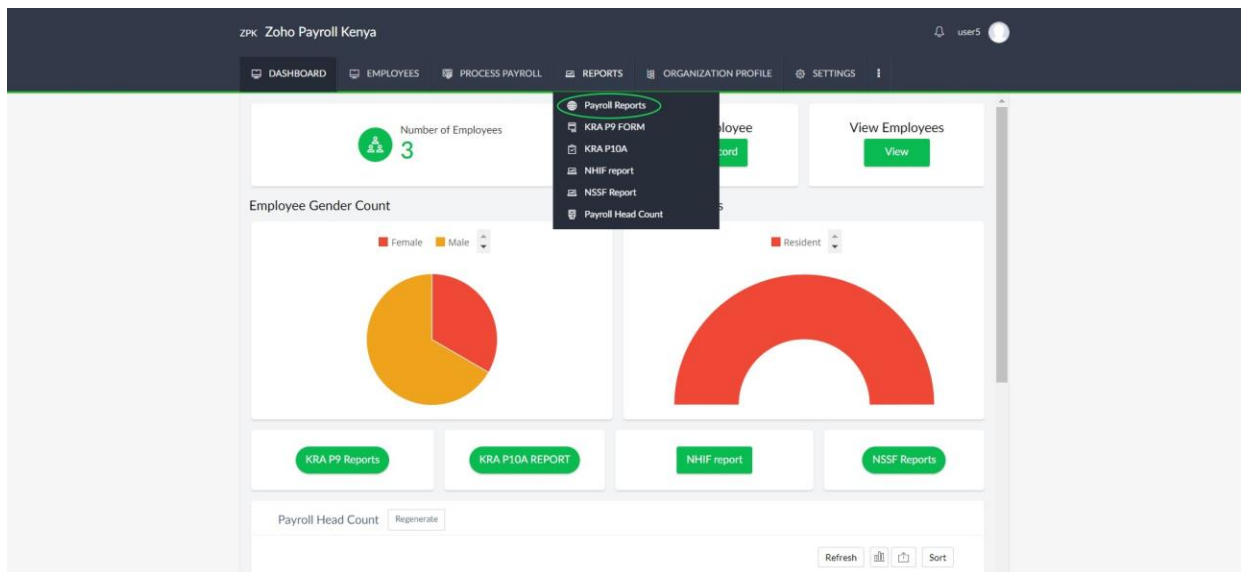 ZPK Zoho Payroll Kenya
user5
DASHBOARD EMPLOYEES PROCESS PAYROLL REPORTS ORGANIZATION PROFILE SETTINGS
Payroll Reports
KRA P9 FORM
KRA P10A
NHIF report
NSSF Report
Payroll Head Count
Number of Employees
3
View Employees
View
Employee Gender Count
Female Male
Resident
KRA P9 Reports
KRA P10A REPORT
NHIF report
NSSF Reports
Payroll Head Count Regenerate
Refresh Sort